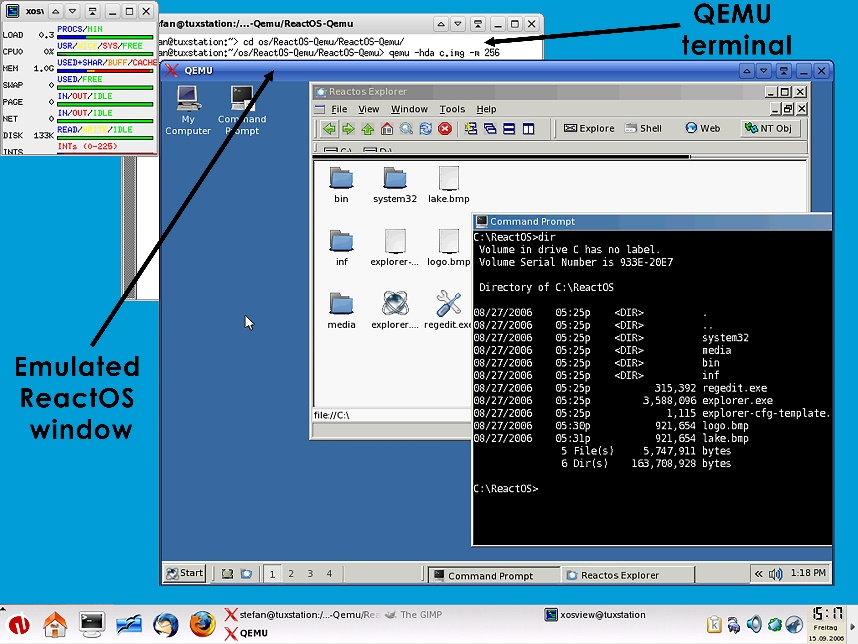 xosv
LOAD 0.3 PROCS/MIN
CPU0 0% USR/NICE/SYS/FREE
MEM 1.0G USED+SHAR/BUFF/CACHE
SWAP 0 USED/FREE
PAGE 0 IN/OUT/IDLE
NET 0 IN/OUT/IDLE
DISK 133K READ/WRITE/IDLE
INTS INTs (0-225)
efan@tuxstation:/...-Qemu/ReactOS-Qemu
an@tuxstation:~> cd os/ReactOS-Qemu/ReactOS-Qemu/
an@tuxstation:~/os/ReactOS-Qemu/ReactOS-Qemu> qemu -hda c.img -m 256
QEMU
terminal
QEMU
My
Computer
Command
Prompt
Reactos Explorer
File View Window Tools Help
Explore Shell Web NT Obj
C:\ D:\
bin system32 lake.bmp
inf explorer-... logo.bmp
media explorer.... regedit.exe
file://C:\
Command Prompt
C:\ReactOS>dir
Volume in drive C has no label.
Volume Serial Number is 933E-20E7
Directory of C:\ReactOS
08/27/2006 05:25p <DIR> .
08/27/2006 05:25p <DIR> ..
08/27/2006 05:25p <DIR> system32
08/27/2006 05:25p <DIR> media
08/27/2006 05:25p <DIR> bin
08/27/2006 05:25p <DIR> inf
08/27/2006 05:25p 315,392 regedit.exe
08/27/2006 05:25p 3,588,096 explorer.exe
08/27/2006 05:25p 1,115 explorer-cfg-template.
08/27/2006 05:30p 921,654 logo.bmp
08/27/2006 05:31p 921,654 lake.bmp
5 File(s) 5,747,911 bytes
6 Dir(s) 163,708,928 bytes
C:\ReactOS>
Emulated
ReactOS
window
Start 1 2 3 4 Command Prompt Reactos Explorer « 1:18 PM
stefan@tuxstation:/...-Qemu/Rea The GIMP xosview@tuxstation
QEMU
15:17
Freitag
15.09.2006